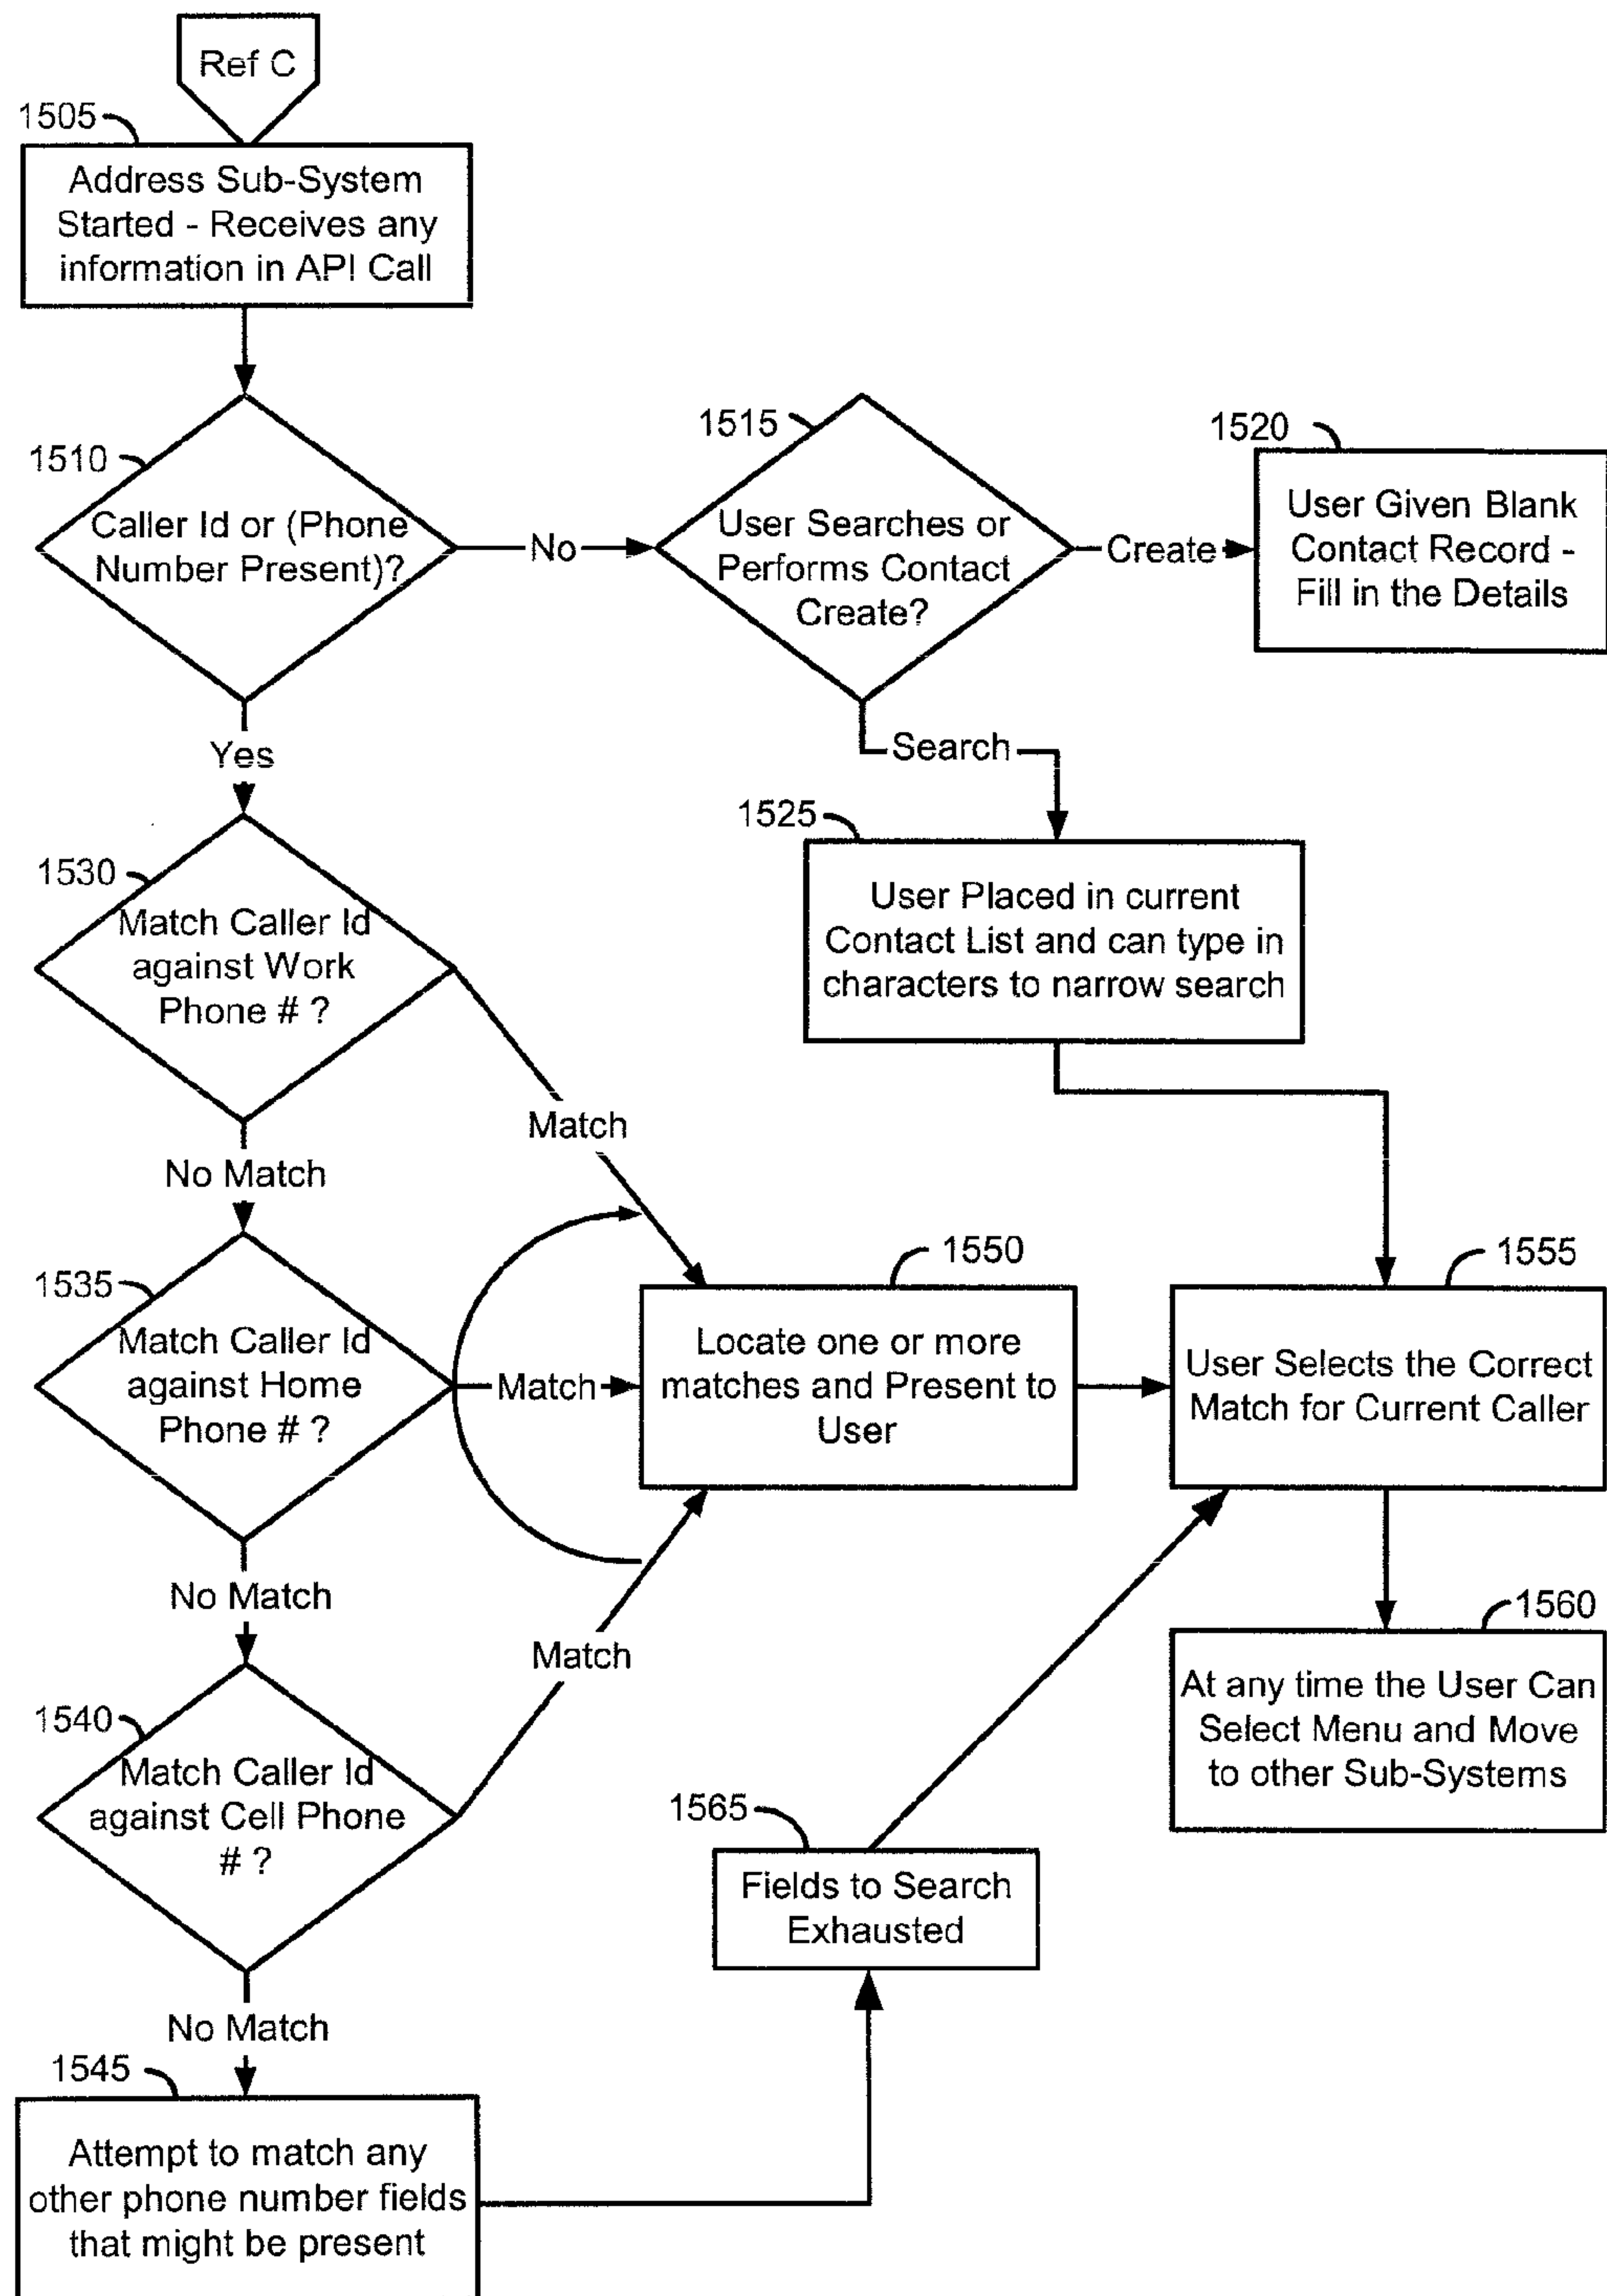 Ref C
1505
Address Sub-System
Started - Receives any
information in API Call
1510
Caller Id or (Phone
Number Present)?
No
1515
User Searches or
Performs Contact
Create?
Create
1520
User Given Blank
Contact Record -
Fill in the Details
Yes
Search
1525
User Placed in current
Contact List and can type in
characters to narrow search
1530
Match Caller Id
against Work
Phone # ?
Match
No Match
1535
Match Caller Id
against Home
Phone # ?
Match
1550
Locate one or more
matches and Present to
User
1555
User Selects the Correct
Match for Current Caller
No Match
1560
At any time the User Can
Select Menu and Move
to other Sub-Systems
1540
Match Caller Id
against Cell Phone
# ?
Match
1565
Fields to Search
Exhausted
No Match
1545
Attempt to match any
other phone number fields
that might be present